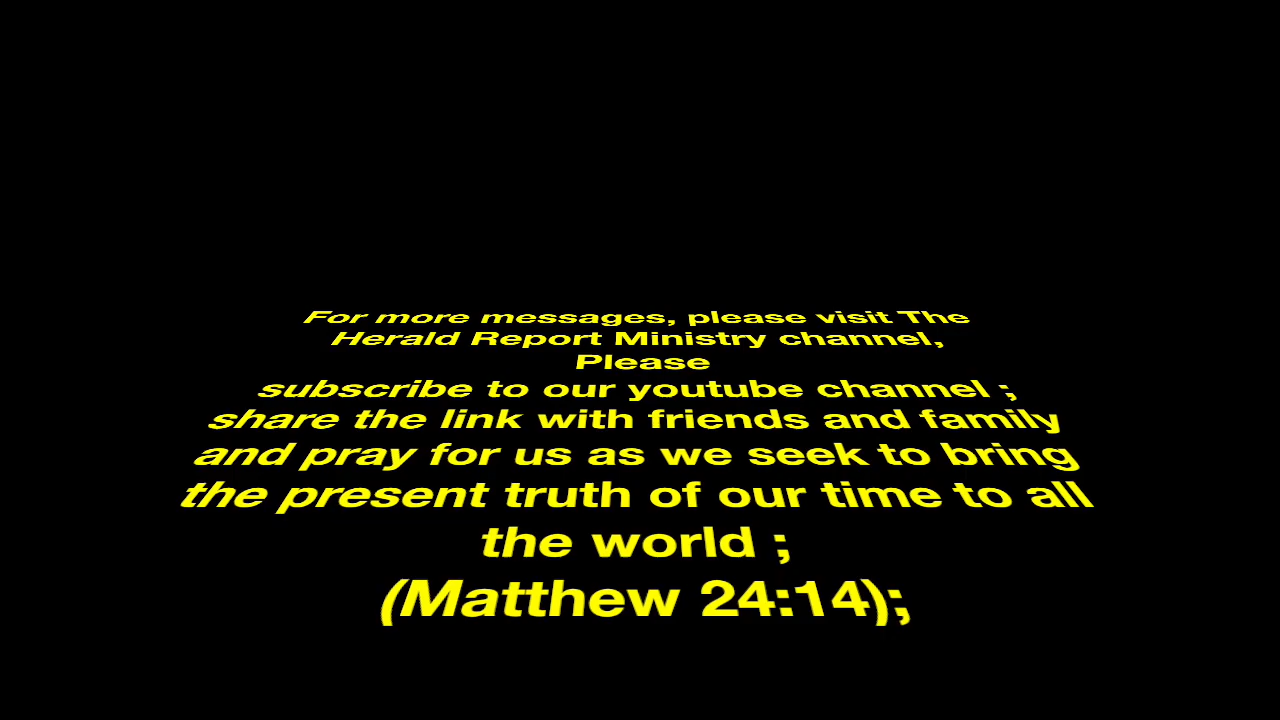 For more messages, please visit The
Herald Report Ministry channel,
Please
subscribe to our youtube channel ;
share the link with friends and family
and pray for us as we seek to bring
the present truth of our time to all
the world ;
(Matthew 24:14);